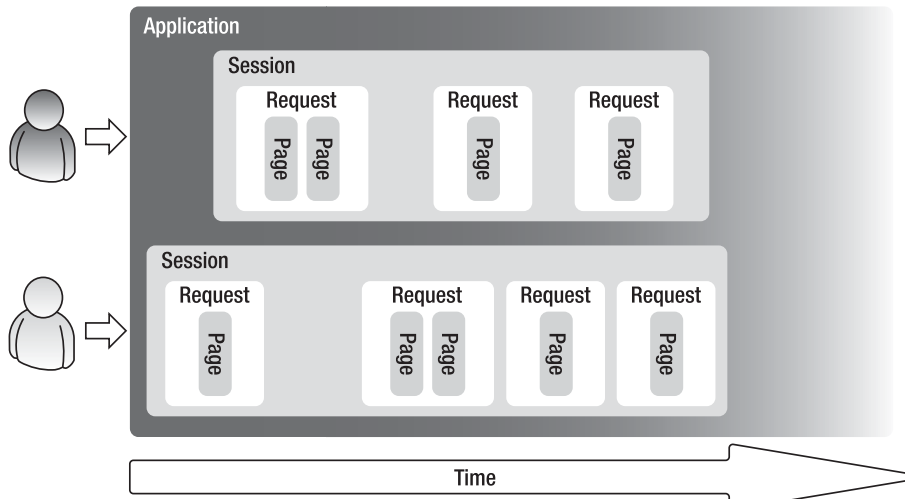 Application
Session
Request
Page
Page
Request
Page
Request
Page
Session
Request
Page
Request
Page
Page
Request
Page
Request
Page
Time